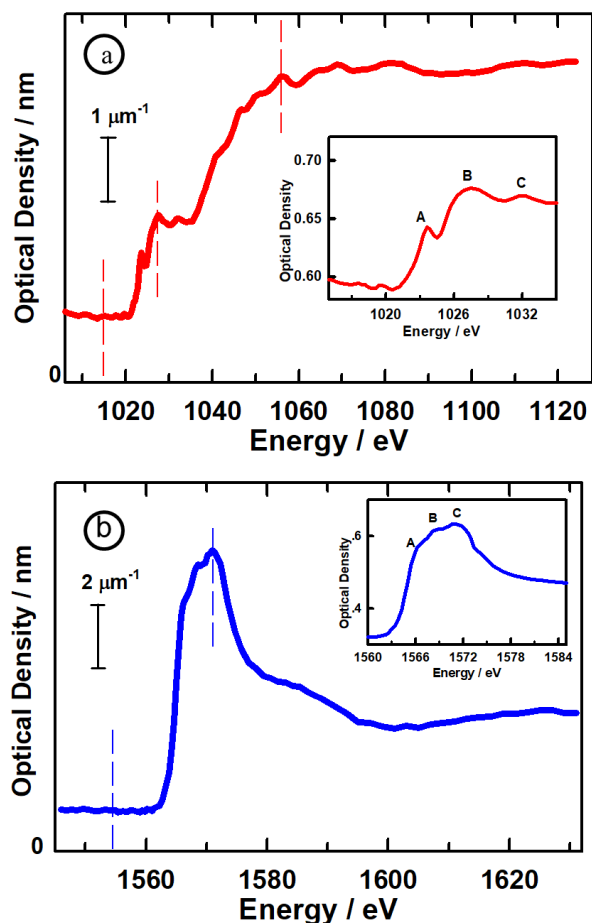 a
Optical Density / nm
1 μm-1
0
1020 1040 1060 1080 1100 1120
Energy / eV
0.70
0.65
0.60
Optical Density
A
B
C
1020 1026 1032
Energy / eV
b
Optical Density / nm
2 μm-1
0
1560 1580 1600 1620
Energy / eV
.6
.4
Optical Density
A
B
C
1560 1566 1572 1578 1584
Energy / eV